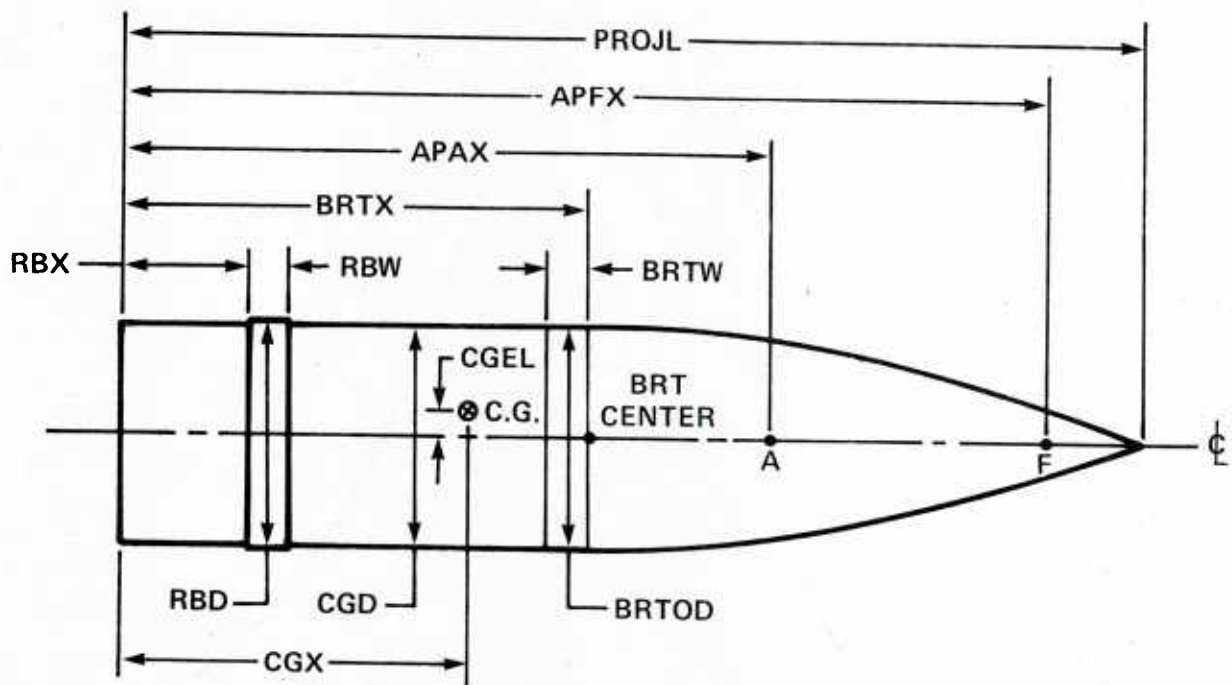 PROJL
APFX
APAX
BRTX
RBX
RBW
BRTW
CGEL
C.G.
BRT
CENTER
A
F
℄
RBD
CGD
BRTOD
CGX